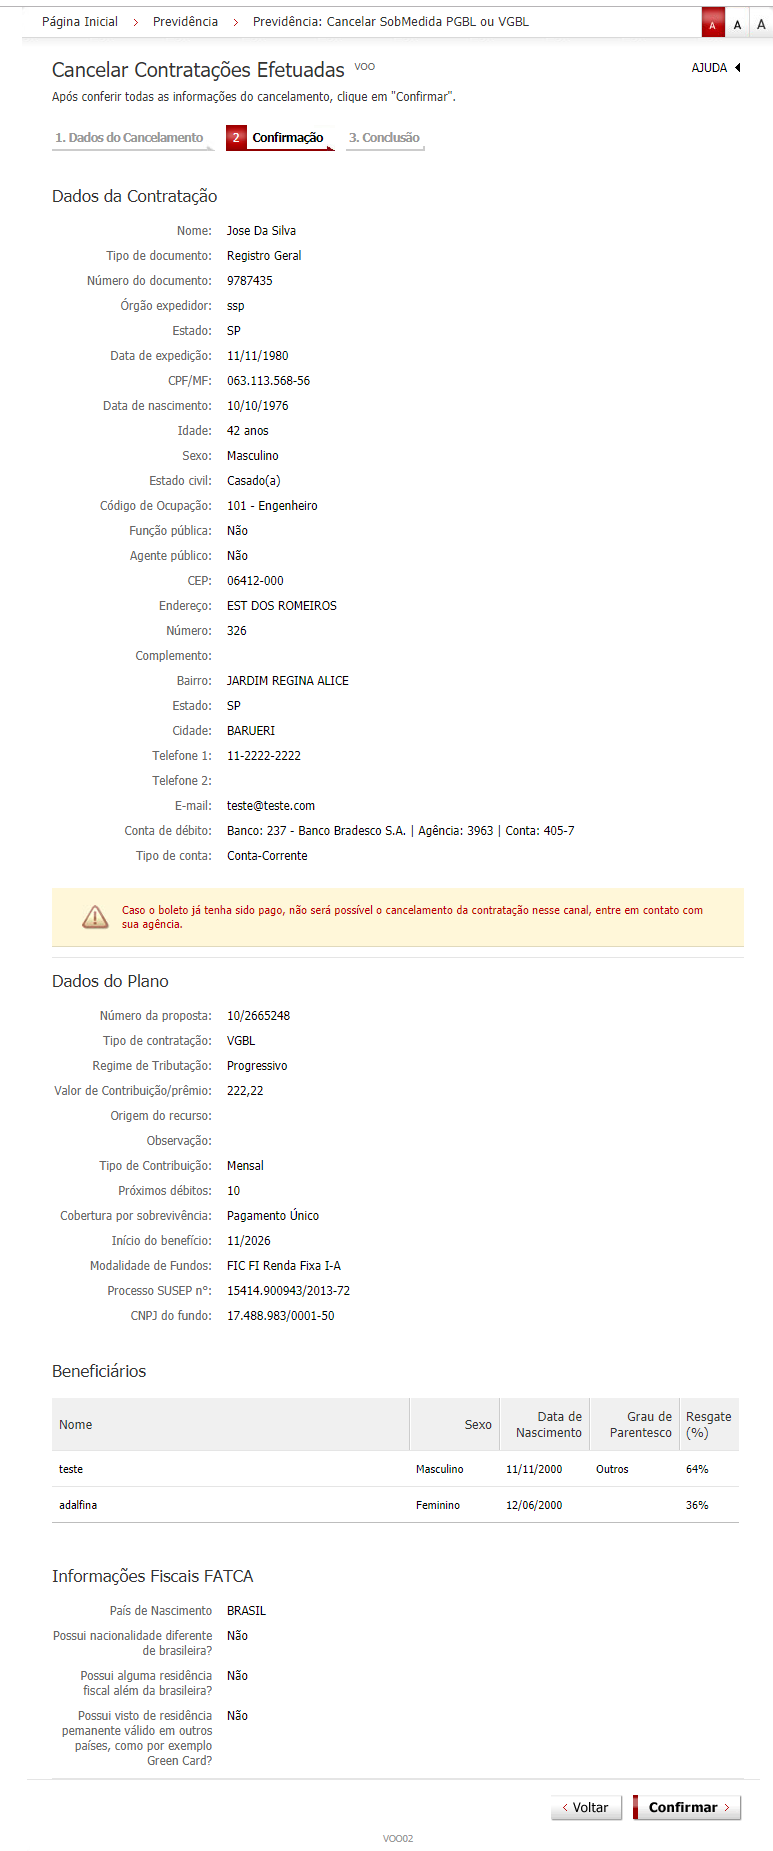 Página Inicial > Previdência > Previdência: Cancelar SobMedida PGBL ou VGBL A A A
Cancelar Contratações Efetuadas VOO AJUDA
Após conferir todas as informações do cancelamento, clique em "Confirmar".
1. Dados do Cancelamento 2 Confirmação 3. Conclusão
Dados da Contratação
Nome: Jose Da Silva
Tipo de documento: Registro Geral
Número do documento: 9787435
Órgão expedidor: ssp
Estado: SP
Data de expedição: 11/11/1980
CPF/MF: 063.113.568-56
Data de nascimento: 10/10/1976
Idade: 42 anos
Sexo: Masculino
Estado civil: Casado(a)
Código de Ocupação: 101 - Engenheiro
Função pública: Não
Agente público: Não
CEP: 06412-000
Endereço: EST DOS ROMEIROS
Número: 326
Complemento:
Bairro: JARDIM REGINA ALICE
Estado: SP
Cidade: BARUERI
Telefone 1: 11-2222-2222
Telefone 2:
E-mail: teste@teste.com
Conta de débito: Banco: 237 - Banco Bradesco S.A. | Agência: 3963 | Conta: 405-7
Tipo de conta: Conta-Corrente
Caso o boleto já tenha sido pago, não será possível o cancelamento da contratação nesse canal, entre em contato com
sua agência.
Dados do Plano
Número da proposta: 10/2665248
Tipo de contratação: VGBL
Regime de Tributação: Progressivo
Valor de Contribuição/prêmio: 222,22
Origem do recurso:
Observação:
Tipo de Contribuição: Mensal
Próximos débitos: 10
Cobertura por sobrevivência: Pagamento Único
Início do benefício: 11/2026
Modalidade de Fundos: FIC FI Renda Fixa I-A
Processo SUSEP nº: 15414.900943/2013-72
CNPJ do fundo: 17.488.983/0001-50
Beneficiários
Nome Sexo Data de Nascimento Grau de Parentesco Resgate (%)
teste Masculino 11/11/2000 Outros 64%
adalfina Feminino 12/06/2000 36%
Informações Fiscais FATCA
País de Nascimento BRASIL
Possui nacionalidade diferente Não
de brasileira?
Possui alguma residência Não
fiscal além da brasileira?
Possui visto de residência Não
pemanente válido em outros
países, como por exemplo
Green Card?
< Voltar Confirmar >
VOO02